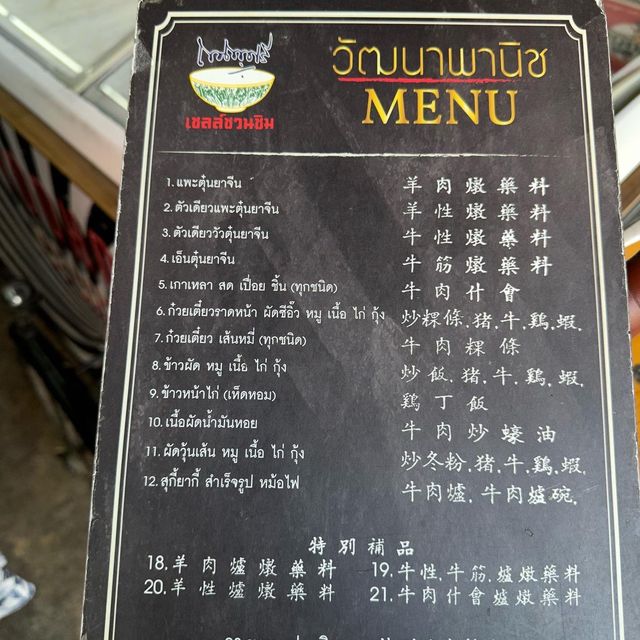 วัฒนาพานิช
เชลล์ชวนชิม
MENU
1. แพะตุ๋นยาจีน 羊肉燉藥料
2. ตัวเดียวแพะตุ๋นยาจีน 羊性燉藥料
3. ตัวเดียววัวตุ๋นยาจีน 牛性燉藥料
4. เอ็นตุ๋นยาจีน 牛筋燉藥料
5. เกาเหลา สด เปื่อย ชิ้น (ทุกชนิด) 牛肉什會
6. ก๋วยเตี๋ยวราดหน้า ผัดซีอิ๊ว หมู เนื้อ ไก่ กุ้ง 炒粿條.猪.牛.鷄.蝦.
7. ก๋วยเตี๋ยว เส้นหมี่ (ทุกชนิด) 牛肉粿條
8. ข้าวผัด หมู เนื้อ ไก่ กุ้ง 炒飯.猪.牛.鷄.蝦.
9. ข้าวหน้าไก่ (เห็ดหอม) 鷄丁飯
10. เนื้อผัดน้ำมันหอย 牛肉炒蠔油
11. ผัดวุ้นเส้น หมู เนื้อ ไก่ กุ้ง 炒冬粉.猪.牛.鷄.蝦.
12. สุกี้ยากี้ สำเร็จรูป หม้อไฟ 牛肉爐.牛肉爐碗.
特別補品
18. 羊肉爐燉藥料 19. 牛性.牛筋.爐燉藥料
20. 羊性爐燉藥料 21. 牛肉什會爐燉藥料